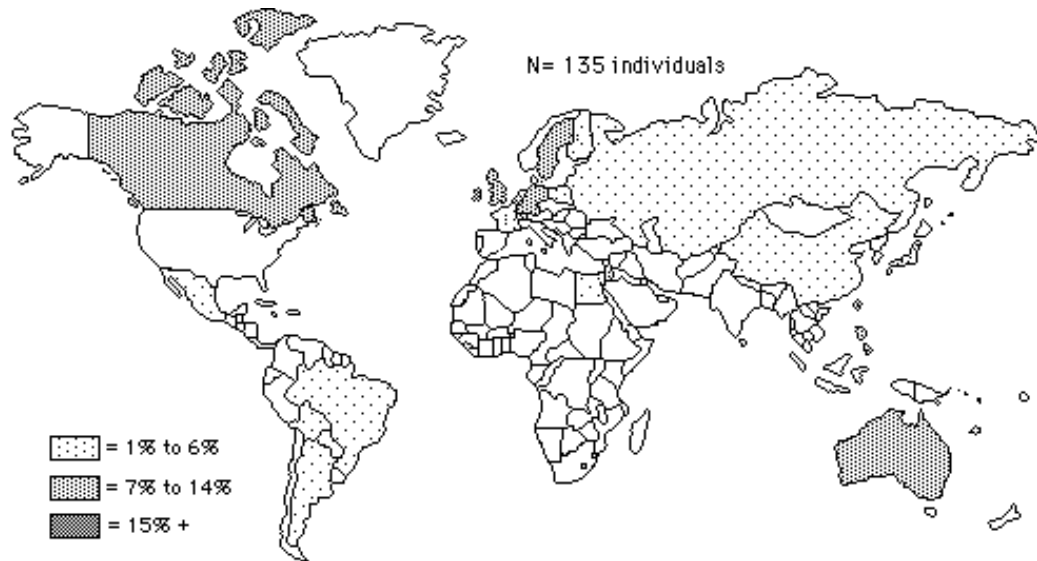 N= 135 individuals
= 1% to 6%
= 7% to 14%
= 15% +